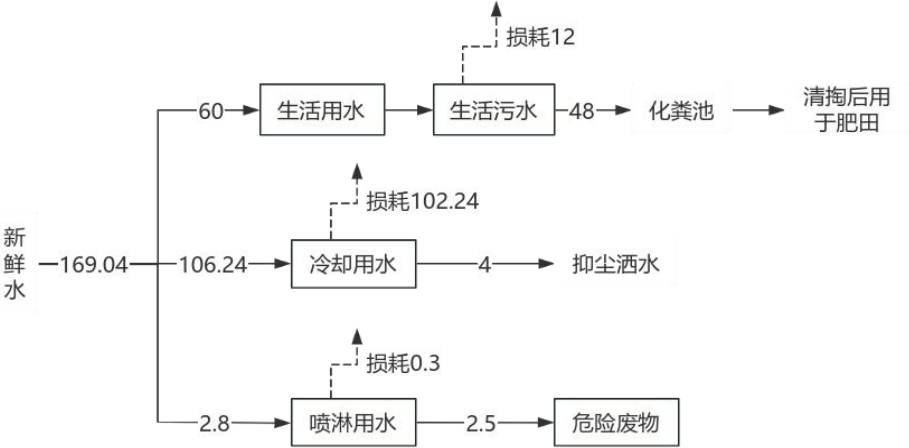 损耗12
60
生活用水
生活污水
48
化粪池
清掏后用
于肥田
损耗102.24
新
鲜
水
169.04
106.24
冷却用水
4
抑尘洒水
损耗0.3
2.8
喷淋用水
2.5
危险废物